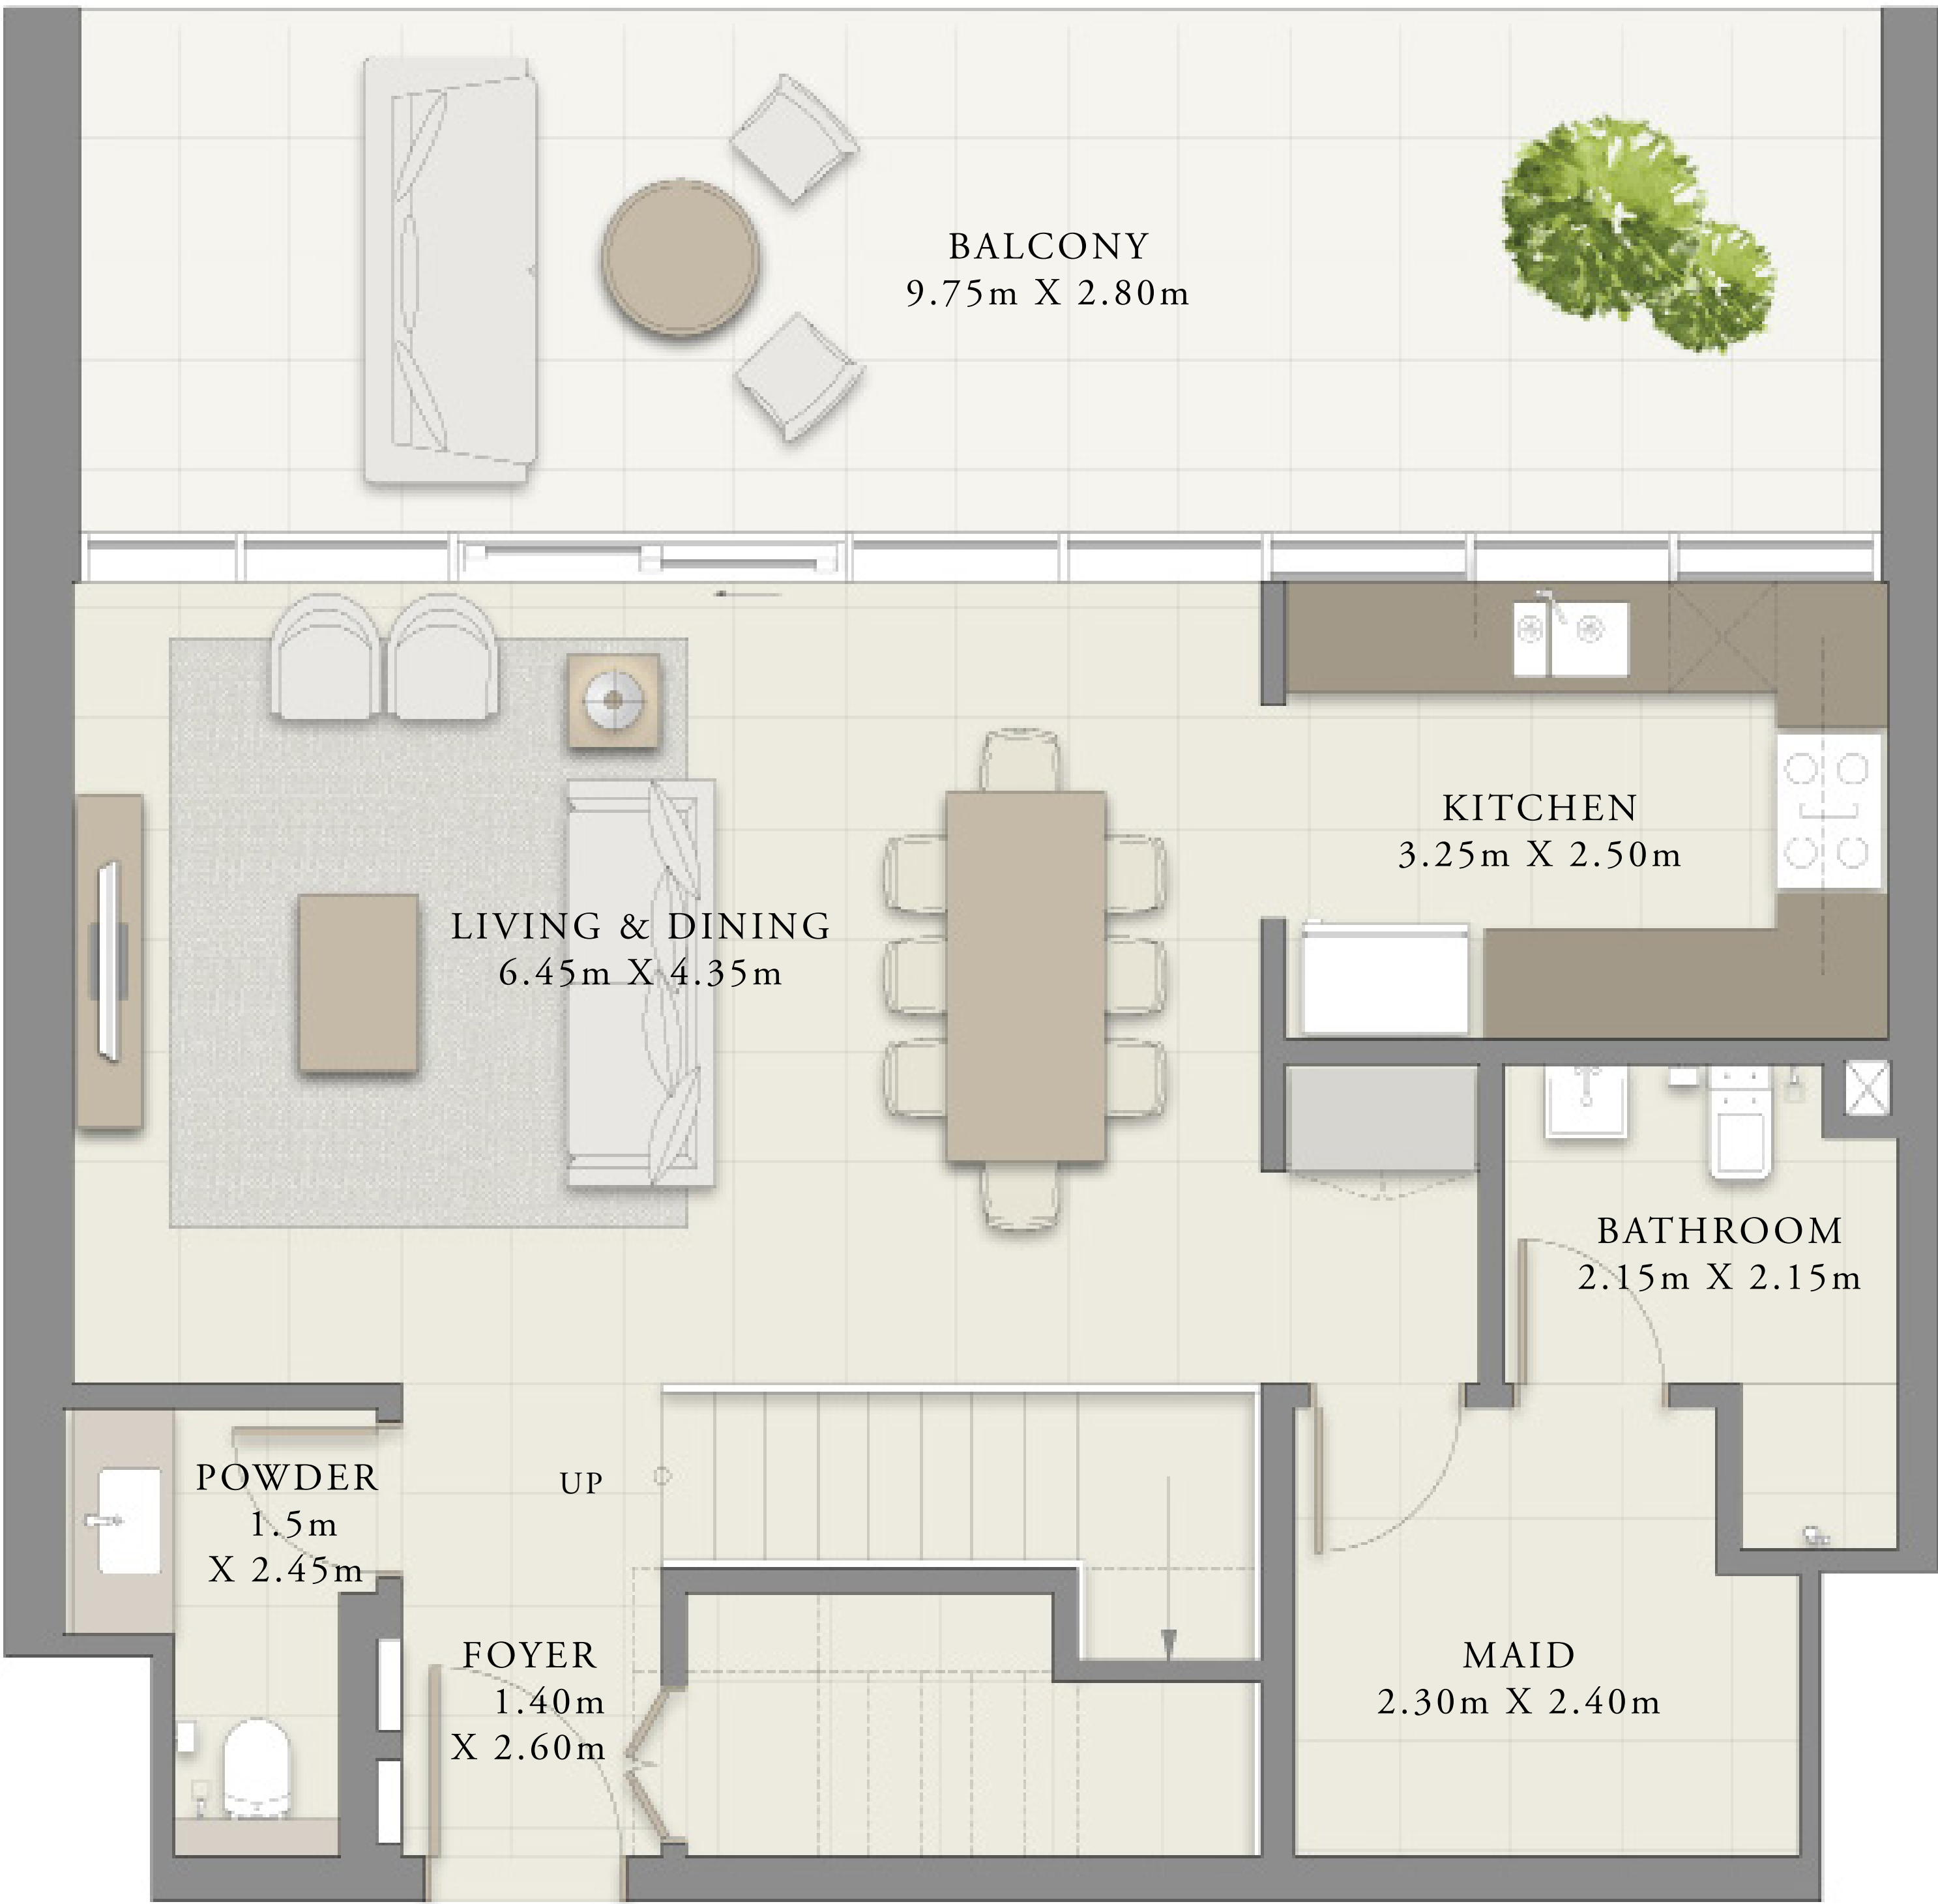 BALCONY
9.75m X 2.80m
KITCHEN
3.25m X 2.50m
LIVING & DINING
6.45m X 4.35m
BATHROOM
2.15m X 2.15m
POWDER
1.5m
X 2.45m
UP
FOYER
1.40m
X 2.60m
MAID
2.30m X 2.40m